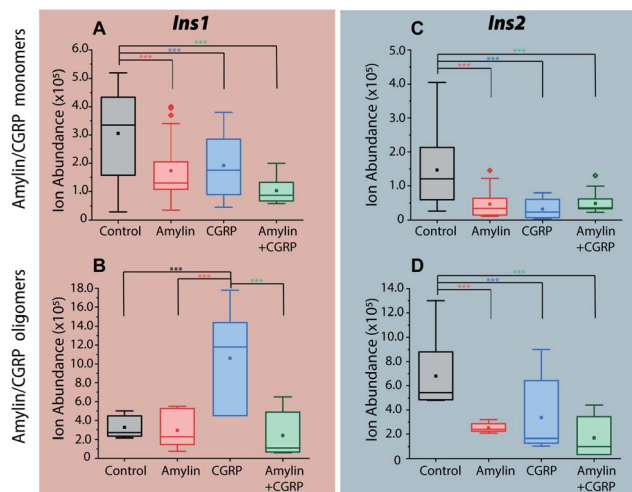 Ins1
Ins2
Amylin/CGRP monomers
A
***
***
***
Ion Abundance (x10⁵)
6.0
5.0
4.0
3.0
2.0
1.0
0.0
Control Amylin CGRP Amylin
+CGRP
C
***
***
***
Ion Abundance (x10⁵)
5.0
4.0
3.0
2.0
1.0
0.0
Control Amylin CGRP Amylin
+CGRP
Amylin/CGRP oligomers
B
***
***
***
Ion Abundance (x10⁵)
18.0
16.0
14.0
12.0
10.0
8.0
6.0
4.0
2.0
0.0
Control Amylin CGRP Amylin
+CGRP
D
***
***
***
Ion Abundance (x10⁵)
14.0
12.0
10.0
8.0
6.0
4.0
2.0
0.0
Control Amylin CGRP Amylin
+CGRP